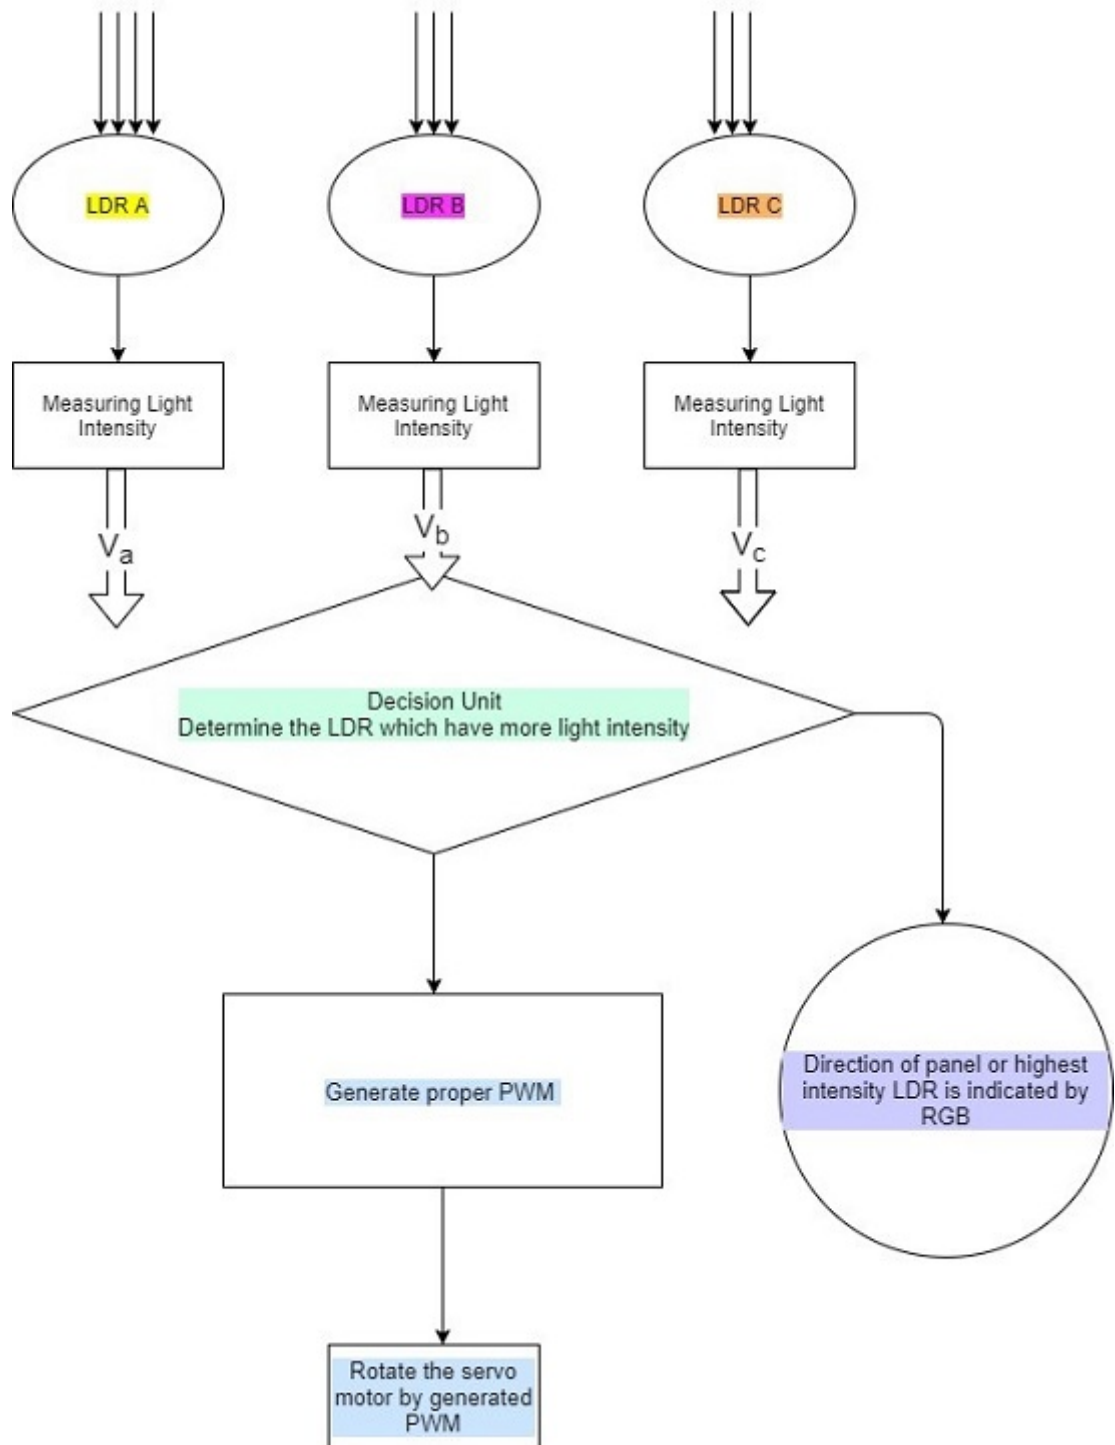 LDR A
LDR B
LDR C
Measuring Light
Intensity
Measuring Light
Intensity
Measuring Light
Intensity
Va
Vb
Vc
Decision Unit
Determine the LDR which have more light intensity
Generate proper PWM
Direction of panel or highest
intensity LDR is indicated by
RGB
Rotate the servo
motor by generated
PWM